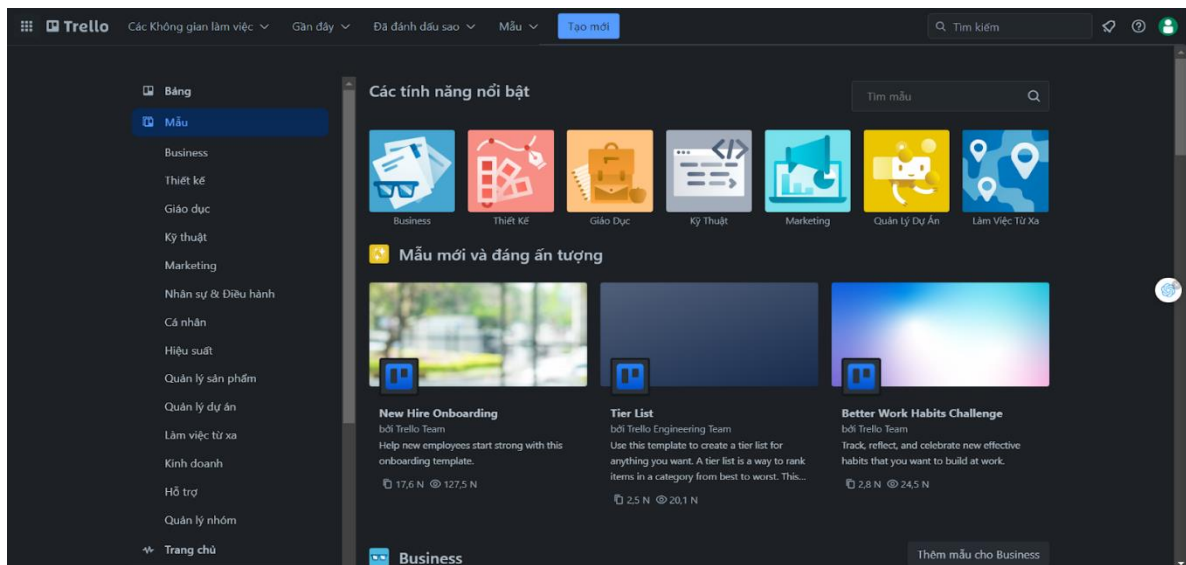 Trello
Các Không gian làm việc
Gần đây
Đã đánh dấu sao
Mẫu
Tạo mới
Tìm kiếm
Bảng
Mẫu
Business
Thiết kế
Giáo dục
Kỹ thuật
Marketing
Nhân sự & Điều hành
Cá nhân
Hiệu suất
Quản lý sản phẩm
Quản lý dự án
Làm việc từ xa
Kinh doanh
Hỗ trợ
Quản lý nhóm
Trang chủ
Các tính năng nổi bật
Tìm mẫu
Business
Thiết Kế
Giáo Dục
Kỹ Thuật
Marketing
Quản Lý Dự Án
Làm Việc Từ Xa
Mẫu mới và đáng ấn tượng
New Hire Onboarding
bởi Trello Team
Help new employees start strong with this
onboarding template.
17,6 N 127,5 N
Tier List
bởi Trello Engineering Team
Use this template to create a tier list for
anything you want. A tier list is a way to rank
items in a category from best to worst. This...
2,5 N 20,1 N
Better Work Habits Challenge
bởi Trello Team
Track, reflect, and celebrate new effective
habits that you want to build at work.
2,8 N 24,5 N
Business
Thêm mẫu cho Business